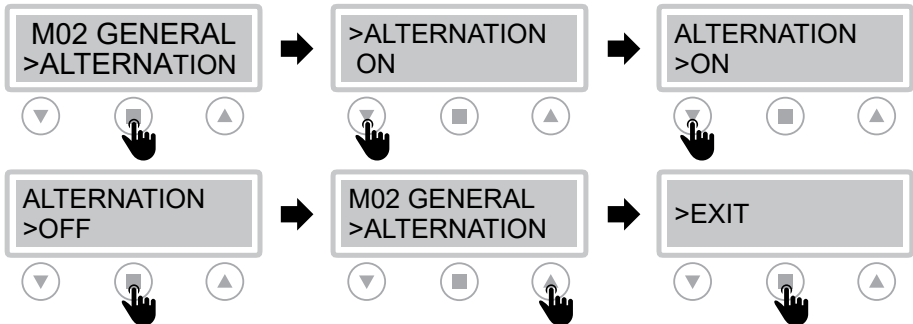 M02 GENERAL
>ALTERNATION
>ALTERNATION
ON
ALTERNATION
>ON
ALTERNATION
>OFF
M02 GENERAL
>ALTERNATION
>EXIT